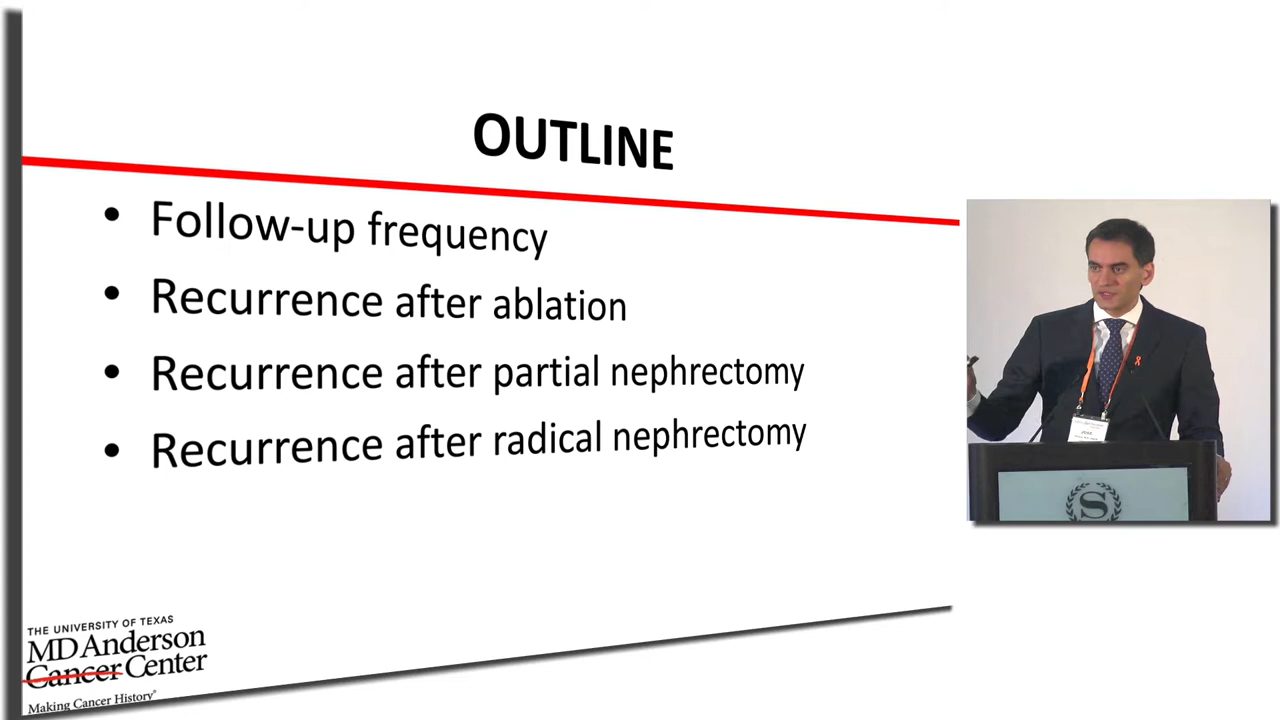 OUTLINE
• Follow-up frequency
• Recurrence after ablation
• Recurrence after partial nephrectomy
• Recurrence after radical nephrectomy
THE UNIVERSITY OF TEXAS
MD Anderson
Cancer Center
Making Cancer History®
JOSE
S